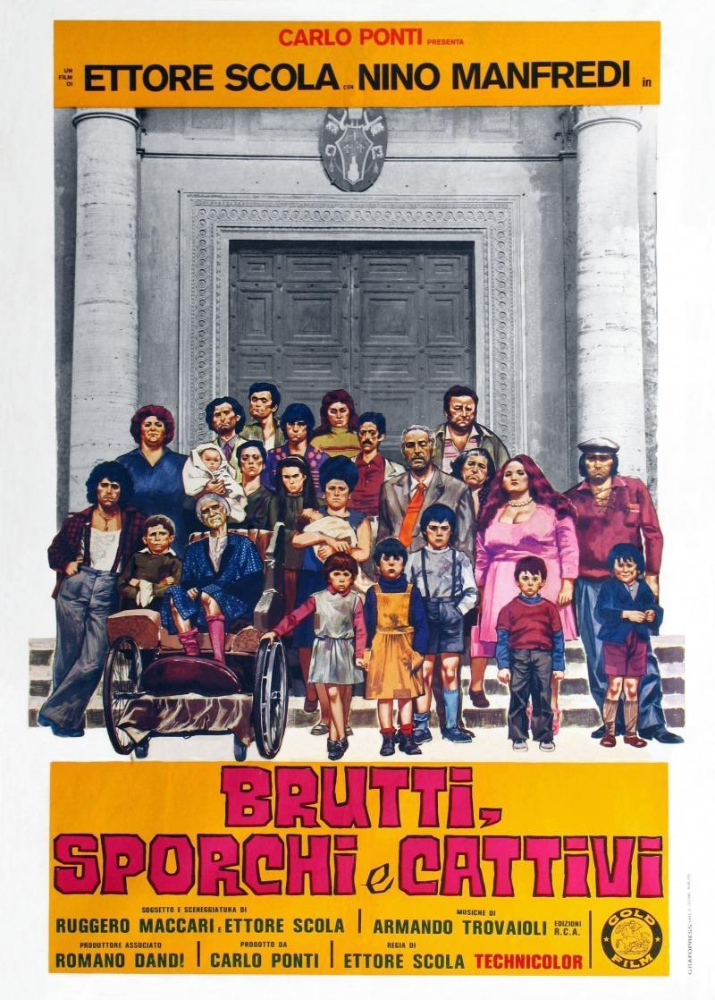 CARLO PONTI PRESENTA
UN FILM DI ETTORE SCOLA CON NINO MANFREDI in
BRUTTI,
SPORCHI e CATTIVI
SOGGETTO E SCENEGGIATURA DI
RUGGERO MACCARI E ETTORE SCOLA
MUSICHE DI
ARMANDO TROVAIOLI EDIZIONI R.C.A.
PRODUTTORE ASSOCIATO
ROMANO DANDI
PRODOTTO DA
CARLO PONTI
REGIA DI
ETTORE SCOLA TECHNICOLOR
GOLD
FILM
GRAFOPRESS